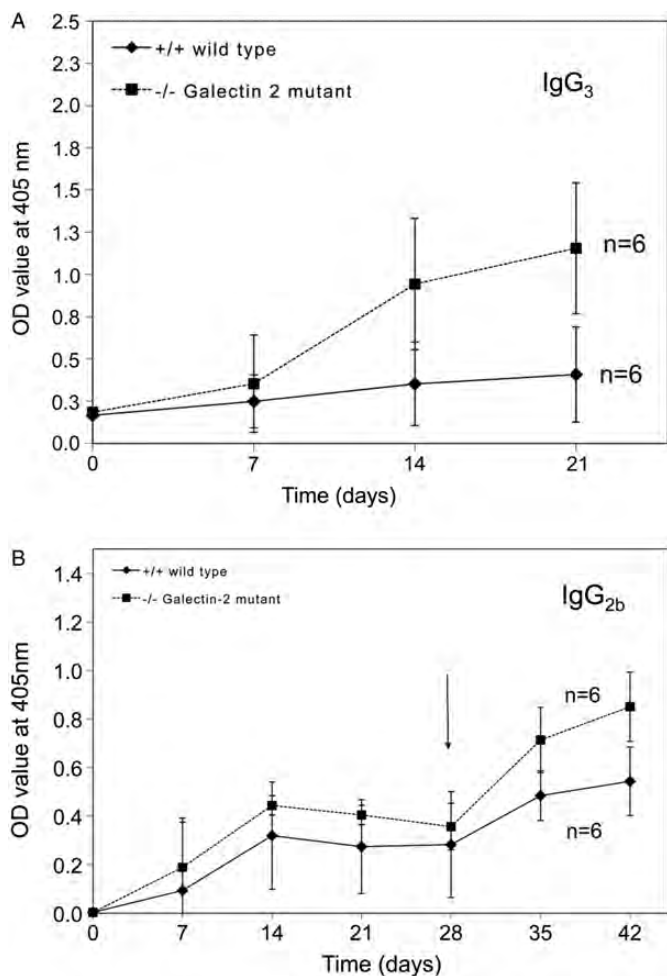 A
2.5
2.3
2.0
1.8
1.5
1.3
1.0
0.8
0.5
0.3
0.0
OD value at 405 nm
+/+ wild type
-/- Galectin 2 mutant
IgG3
n=6
n=6
0 7 14 21
Time (days)
B
1.4
1.2
1.0
0.8
0.6
0.4
0.2
0.0
OD value at 405nm
+/+ wild type
-/- Galectin-2 mutant
IgG2b
n=6
n=6
0 7 14 21 28 35 42
Time (days)